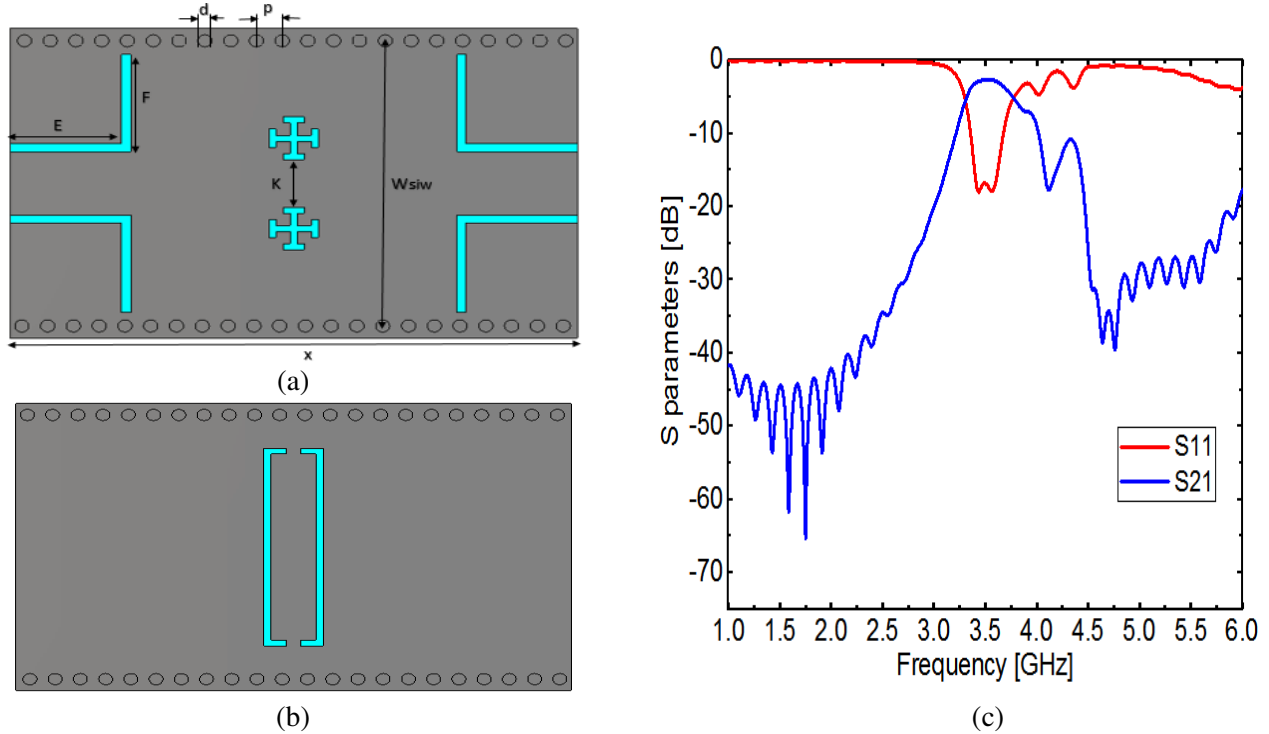 d
p
F
E
K
Wsiw
x
(a)
(b)
0
-10
-20
-30
-40
-50
-60
-70
S parameters [dB]
S11
S21
1.0 1.5 2.0 2.5 3.0 3.5 4.0 4.5 5.0 5.5 6.0
Frequency [GHz]
(c)